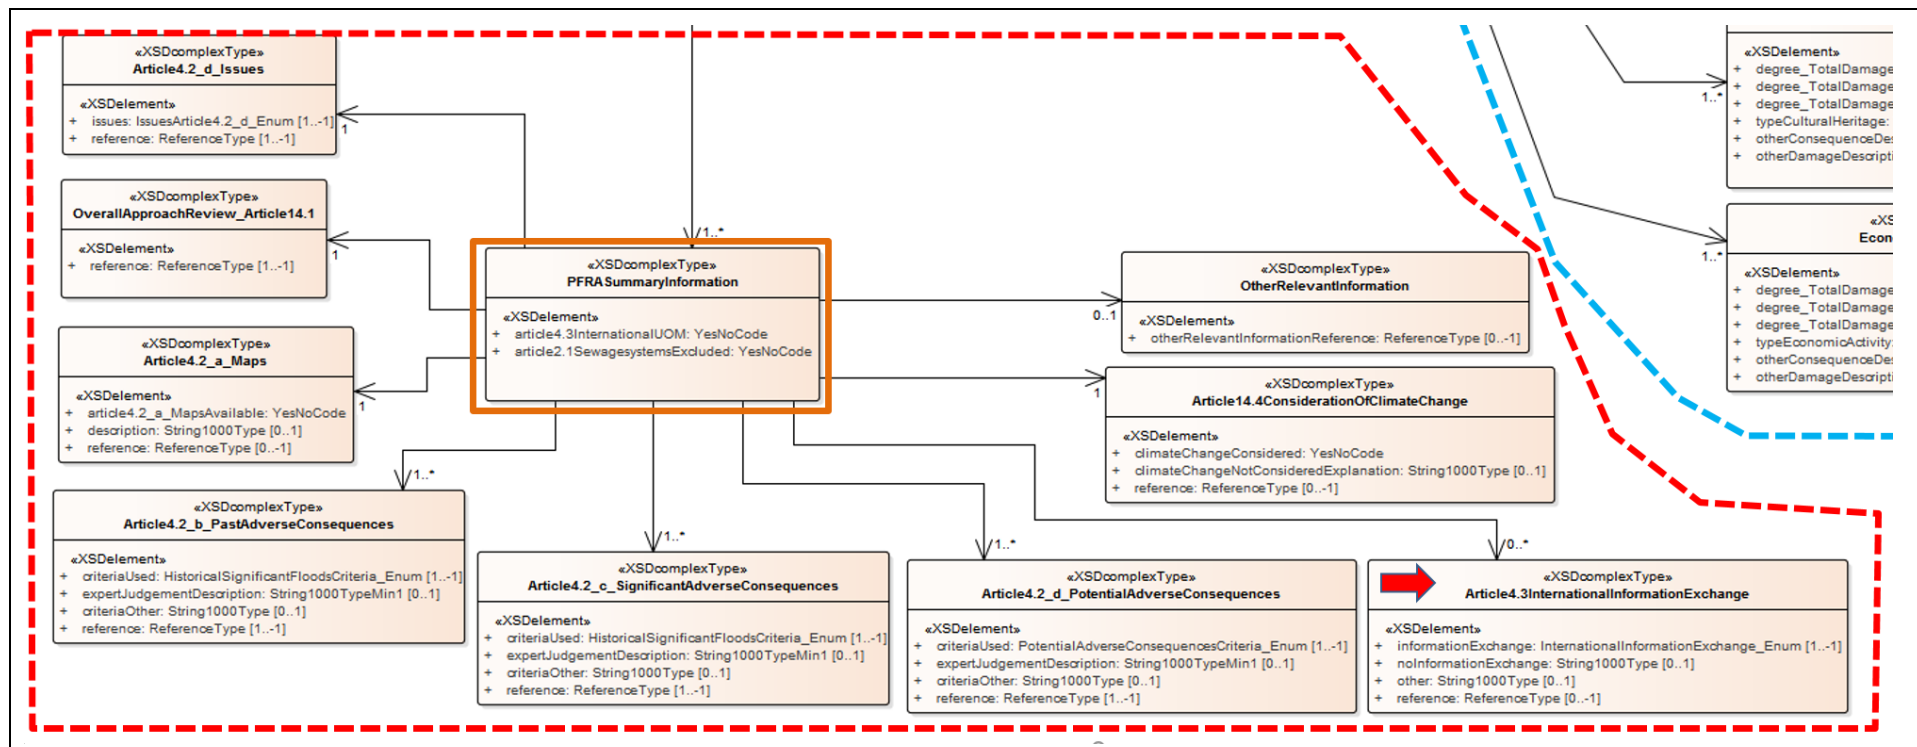 «XSDcomplexType»
Article4.2_d_Issues
«XSDelement»
+ issues: IssuesArticle4.2_d_Enum [1..-1]
+ reference: ReferenceType [1..-1]
1
«XSDcomplexType»
OverallApproachReview_Article14.1
«XSDelement»
+ reference: ReferenceType [1..-1]
1
«XSDcomplexType»
Article4.2_a_Maps
«XSDelement»
+ article4.2_a_MapsAvailable: YesNoCode
+ description: String1000Type [0..1]
+ reference: ReferenceType [0..-1]
1
1..*
«XSDcomplexType»
PFRASummaryInformation
«XSDelement»
+ article4.3InternationalUOM: YesNoCode
+ article2.1SewagesystemsExcluded: YesNoCode
0..1
«XSDcomplexType»
OtherRelevantInformation
«XSDelement»
+ otherRelevantInformationReference: ReferenceType [0..-1]
1
«XSDcomplexType»
Article14.4ConsiderationOfClimateChange
«XSDelement»
+ climateChangeConsidered: YesNoCode
+ climateChangeNotConsideredExplanation: String1000Type [0..1]
+ reference: ReferenceType [0..-1]
1..*
«XSDelement»
+ degree_TotalDamage
+ degree_TotalDamage
+ degree_TotalDamage
+ typeCulturalHeritage:
+ otherConsequenceDes
+ otherDamageDescripti
1..*
«XS
Econ
«XSDelement»
+ degree_TotalDamage
+ degree_TotalDamage
+ degree_TotalDamage
+ typeEconomicActivity:
+ otherConsequenceDes
+ otherDamageDescripti
1..*
«XSDcomplexType»
Article4.2_b_PastAdverseConsequences
«XSDelement»
+ criteriaUsed: HistoricalSignificantFloodsCriteria_Enum [1..-1]
+ expertJudgementDescription: String1000TypeMin1 [0..1]
+ criteriaOther: String1000Type [0..1]
+ reference: ReferenceType [1..-1]
1..*
«XSDcomplexType»
Article4.2_c_SignificantAdverseConsequences
«XSDelement»
+ criteriaUsed: HistoricalSignificantFloodsCriteria_Enum [1..-1]
+ expertJudgementDescription: String1000TypeMin1 [0..1]
+ criteriaOther: String1000Type [0..1]
+ reference: ReferenceType [1..-1]
1..*
«XSDcomplexType»
Article4.2_d_PotentialAdverseConsequences
«XSDelement»
+ criteriaUsed: PotentialAdverseConsequencesCriteria_Enum [1..-1]
+ expertJudgementDescription: String1000TypeMin1 [0..1]
+ criteriaOther: String1000Type [0..1]
+ reference: ReferenceType [1..-1]
0..*
«XSDcomplexType»
Article4.3InternationalInformationExchange
«XSDelement»
+ informationExchange: InternationalInformationExchange_Enum [1..-1]
+ noInformationExchange: String1000Type [0..1]
+ other: String1000Type [0..1]
+ reference: ReferenceType [0..-1]